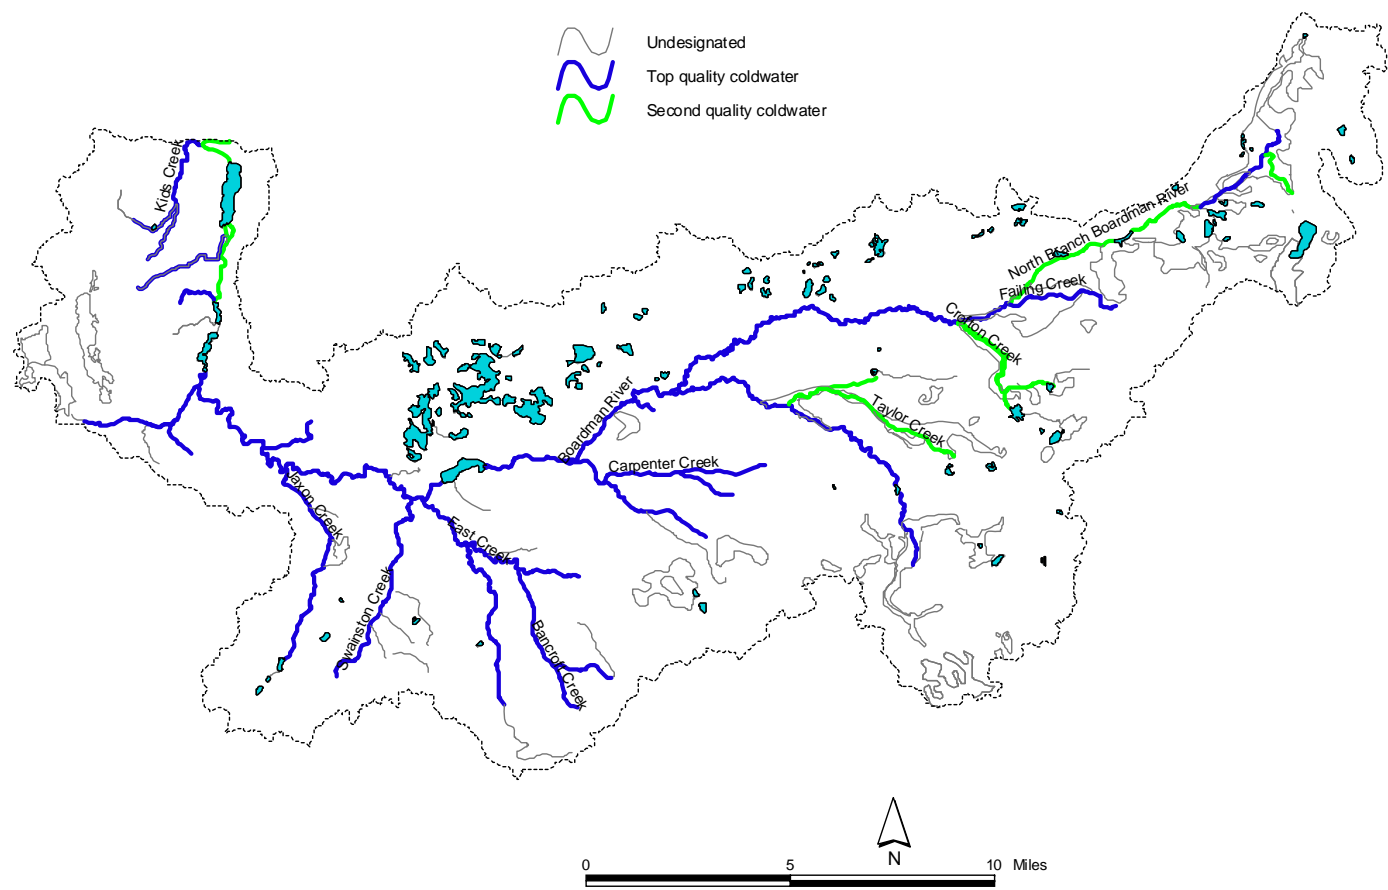 Undesignated
Top quality coldwater
Second quality coldwater
Kids Creek
North Branch Boardman River
Failing Creek
Crofton Creek
Boardman River
Taylor Creek
Carpenter Creek
Jaxon Creek
East Creek
Swainston Creek
Bancroft Creek
N
0 5 10 Miles